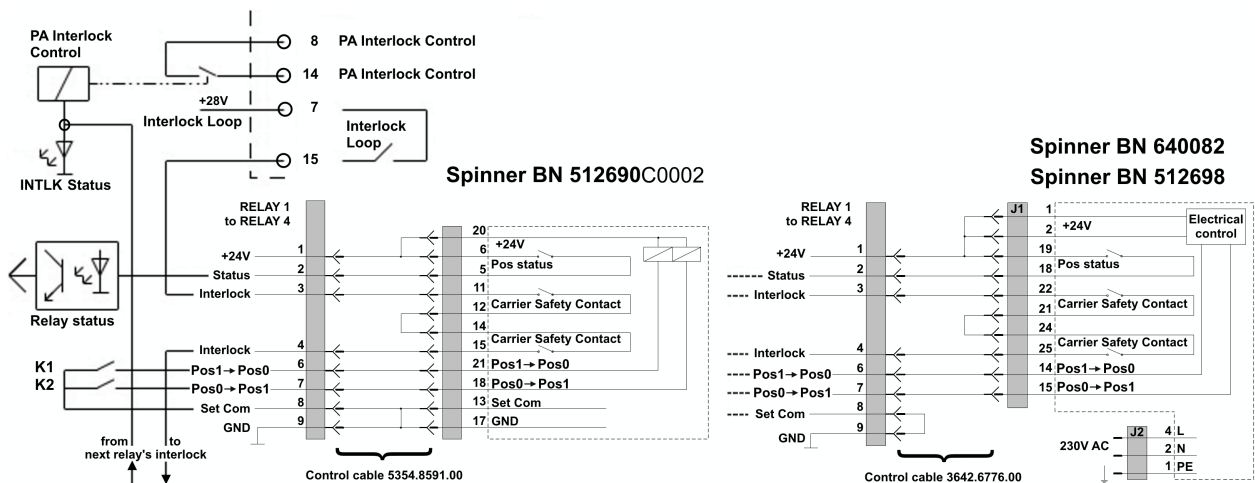 PA Interlock
Control
8 PA Interlock Control
14 PA Interlock Control
+28V
7
Interlock Loop
Interlock
Loop
15
INTLK Status
Relay status
K1
K2
from
to
next relay's interlock
Spinner BN 512690C0002
RELAY 1
to RELAY 4
+24V 1
Status 2
Interlock 3
Interlock 4
Pos1→Pos0 6
Pos0→Pos1 7
Set Com 8
GND 9
20
+24V
6
Pos status
5
11
Carrier Safety Contact
12
14
Carrier Safety Contact
15
21 Pos1→Pos0
18 Pos0→Pos1
13 Set Com
17 GND
Control cable 5354.8591.00
Spinner BN 640082
Spinner BN 512698
RELAY 1
to RELAY 4
+24V 1
Status 2
Interlock 3
Interlock 4
Pos1→Pos0 6
Pos0→Pos1 7
Set Com 8
GND 9
J1
1
2 +24V
19
Pos status
18
22
Carrier Safety Contact
21
24
Carrier Safety Contact
25
14 Pos1→Pos0
15 Pos0→Pos1
Electrical
control
230V AC
J2
4 L
2 N
1 PE
Control cable 3642.6776.00